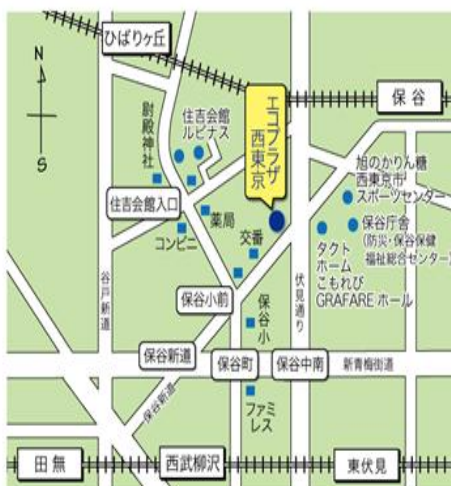 ひばりヶ丘
N
S
保谷
エコプラザ
西東京
住吉会館
ルピナス
尉殿神社
旭のかりん糖
西東京市
スポーツセンター
住吉会館入口
薬局
コンビニ
交番
保谷庁舎
(防災・保谷保健
福祉総合センター)
タクト
ホーム
こもれび
GRAFAREホール
谷戸新道
伏見通り
保谷小前
保谷小
保谷新道
保谷町
保谷中南
新青梅街道
保谷新道
ファミ
レス
田無
西武柳沢
東伏見